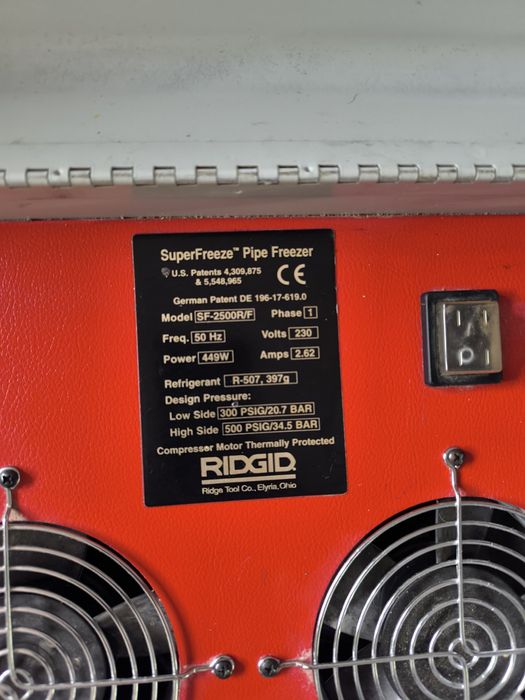 SuperFreeze™ Pipe Freezer
U.S. Patents 4,309,875
& 5,548,965
CE
German Patent DE 196-17-619.0
Model SF-2500R/F Phase 1
Freq. 50 Hz Volts 230
Power 449W Amps 2.62
Refrigerant R-507, 397g
Design Pressure:
Low Side 300 PSIG/20.7 BAR
High Side 500 PSIG/34.5 BAR
Compressor Motor Thermally Protected
RIDGID
Ridge Tool Co., Elyria, Ohio